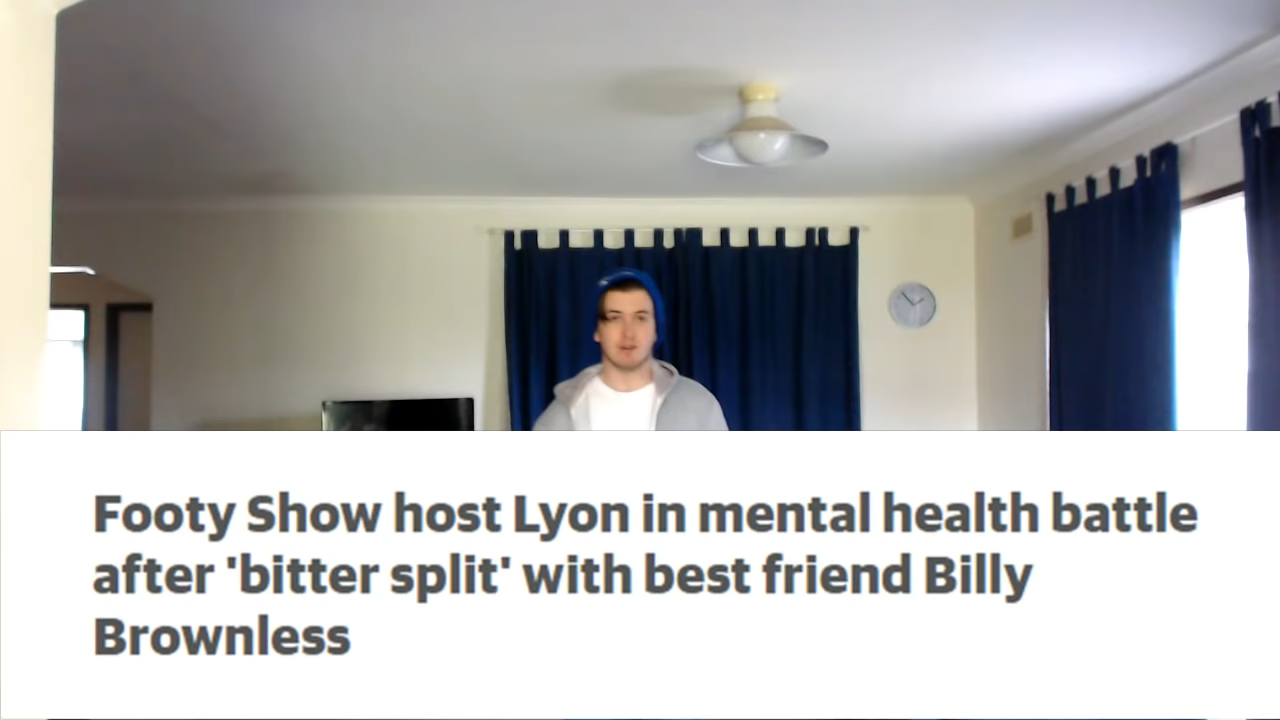 Footy Show host Lyon in mental health battle
after 'bitter split' with best friend Billy
Brownless